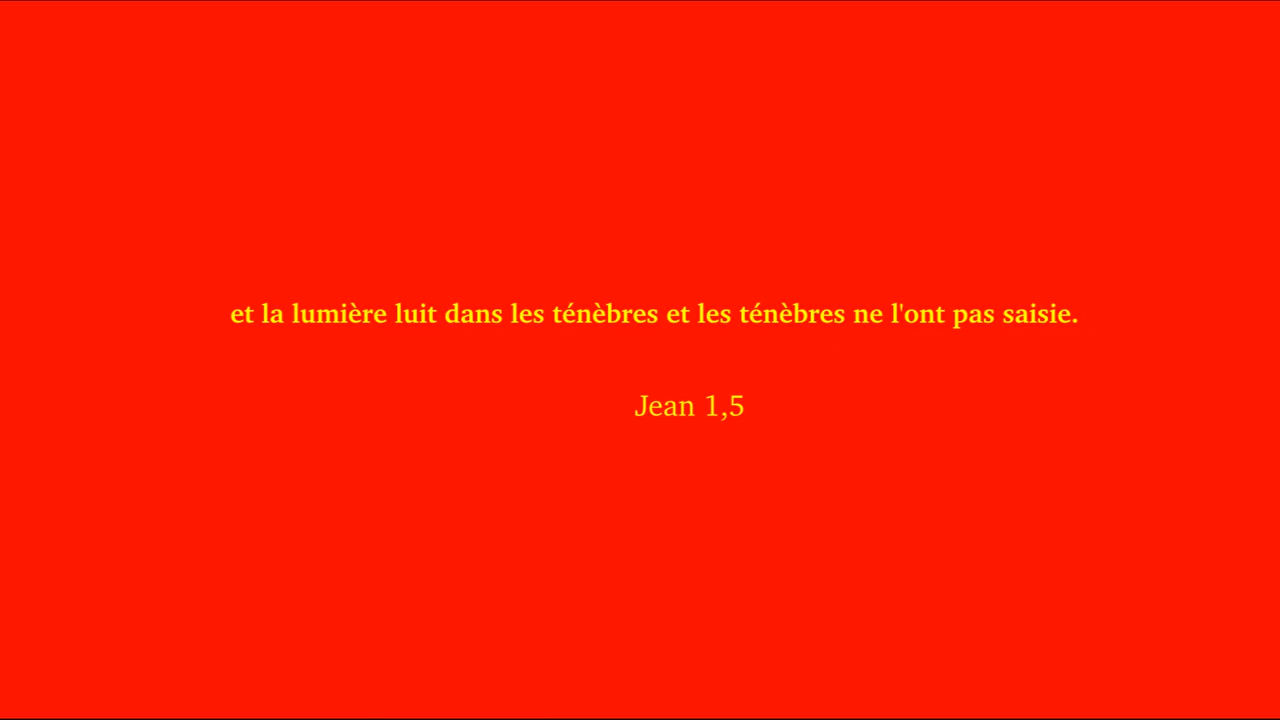 et la lumière luit dans les ténèbres et les ténèbres ne l'ont pas saisie.
Jean 1,5